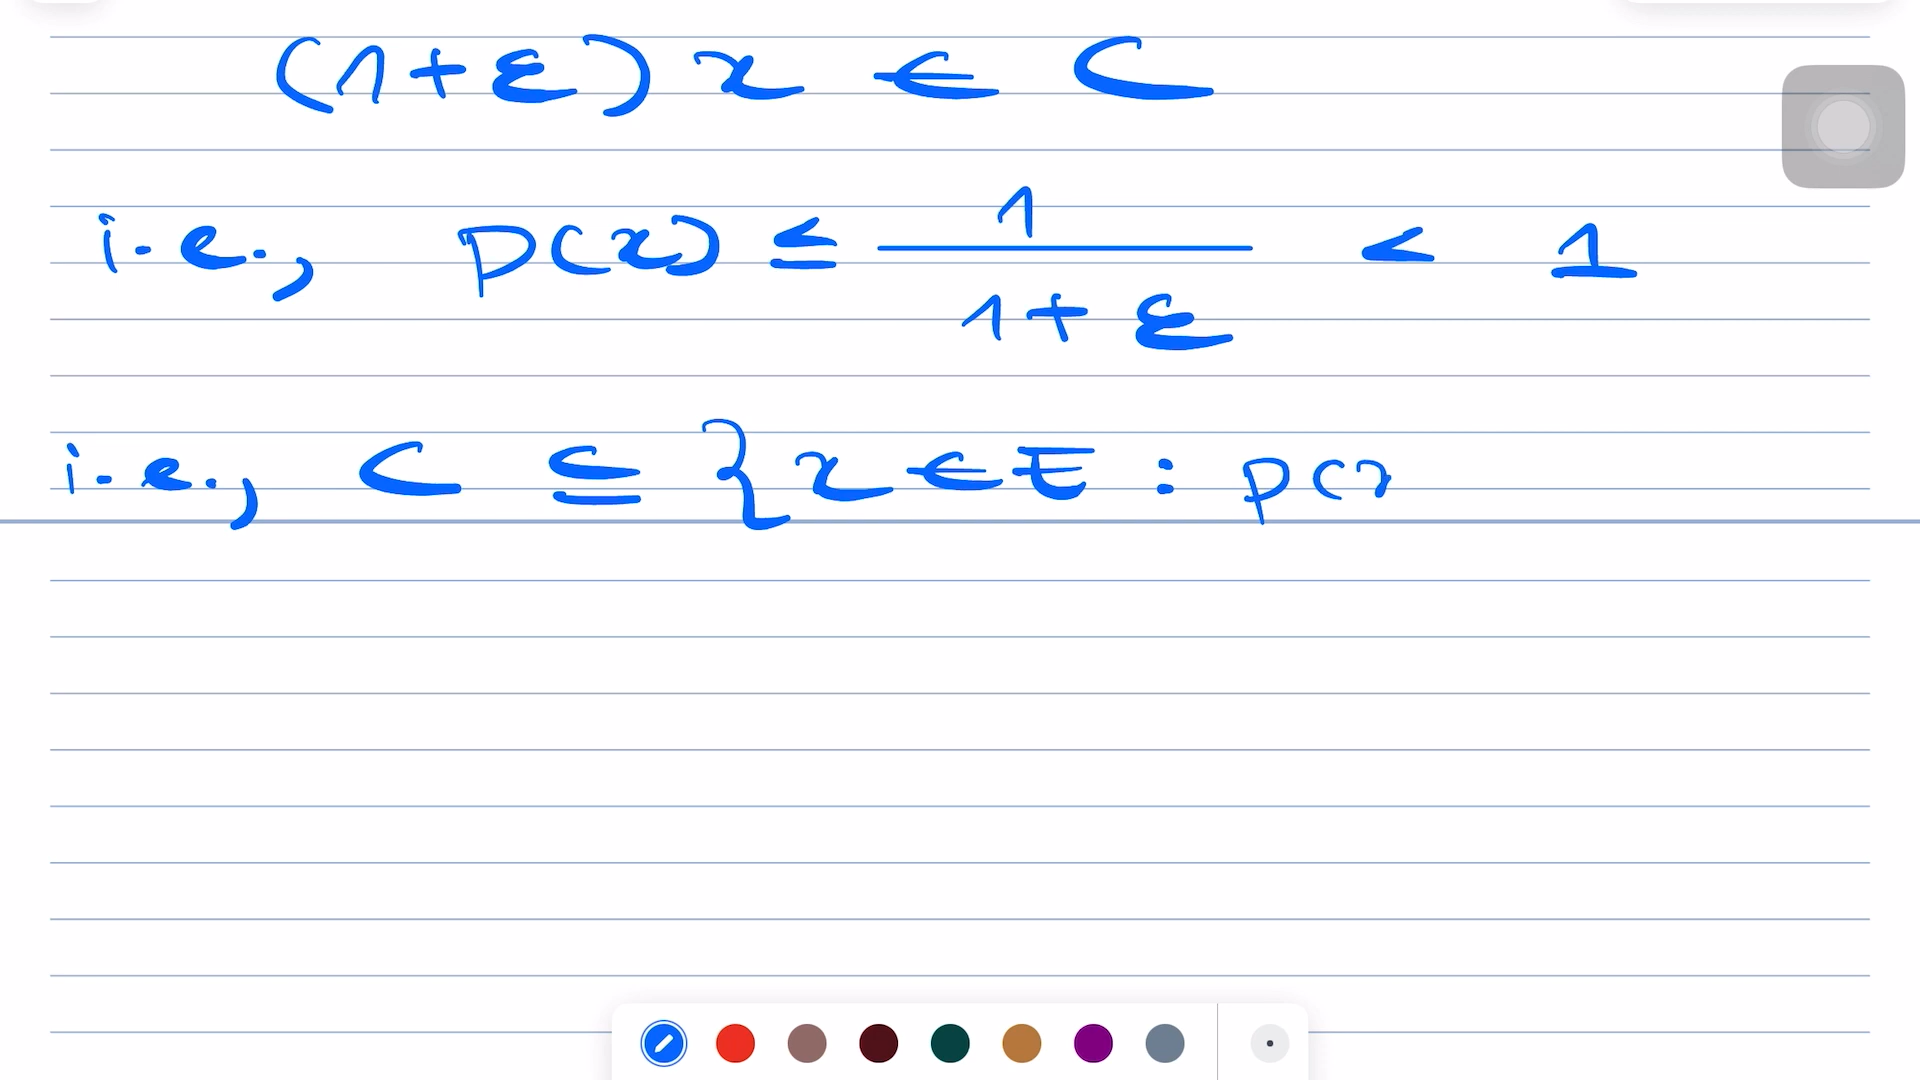 (1+ε) x ∈ C
i.e., p(x) ≤ 1/(1+ε) < 1
i.e., C ⊆ {x ∈ E : p(x